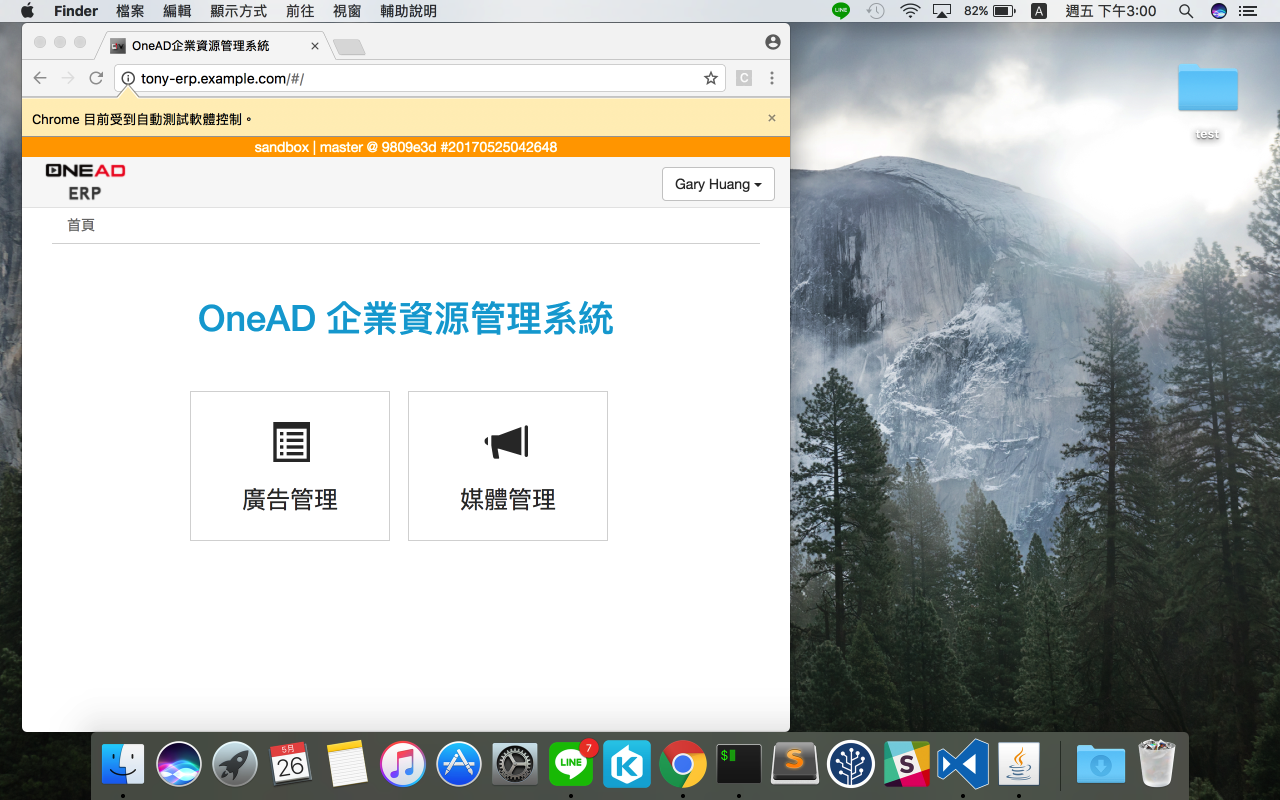 Finder 檔案 編輯 顯示方式 前往 視窗 輔助說明 LINE 82% A 週五 下午3:00
OneAD企業資源管理系統
tony-erp.example.com/#/
C
Chrome 目前受到自動測試軟體控制。
sandbox | master @ 9809e3d #20170525042648
ONEAD
ERP
Gary Huang
首頁
OneAD 企業資源管理系統
廣告管理
媒體管理
test
5月
26
LINE
7
K
$
S
S